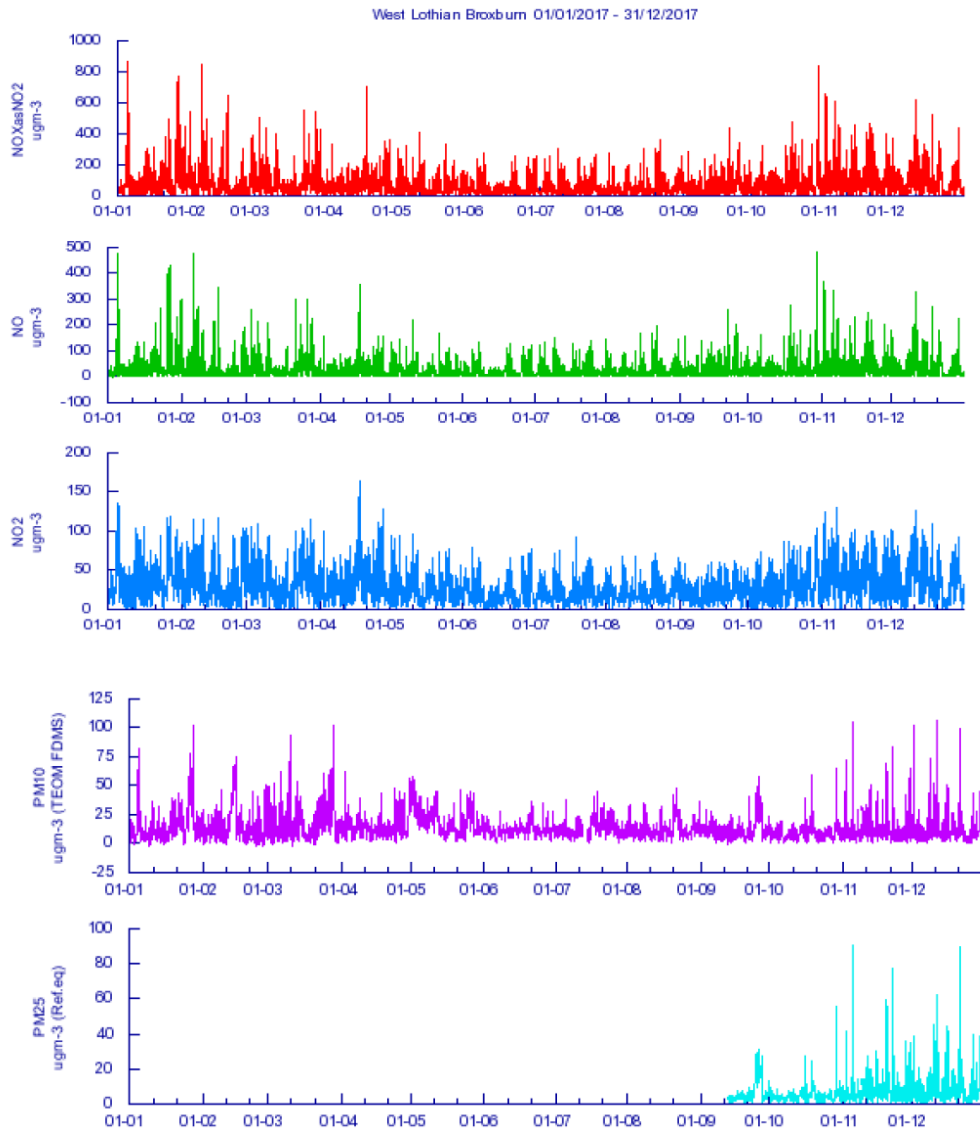 West Lothian Broxburn 01/01/2017 - 31/12/2017
NOXasNO2
ugm-3
1000
800
600
400
200
0
01-01 01-02 01-03 01-04 01-05 01-06 01-07 01-08 01-09 01-10 01-11 01-12
NO
ugm-3
500
400
300
200
100
0
-100
01-01 01-02 01-03 01-04 01-05 01-06 01-07 01-08 01-09 01-10 01-11 01-12
NO2
ugm-3
200
150
100
50
0
01-01 01-02 01-03 01-04 01-05 01-06 01-07 01-08 01-09 01-10 01-11 01-12
PM10
ugm-3 (TEOM FDMS)
125
100
75
50
25
0
-25
01-01 01-02 01-03 01-04 01-05 01-06 01-07 01-08 01-09 01-10 01-11 01-12
PM25
ugm-3 (Ref.eq)
100
80
60
40
20
0
01-01 01-02 01-03 01-04 01-05 01-06 01-07 01-08 01-09 01-10 01-11 01-12